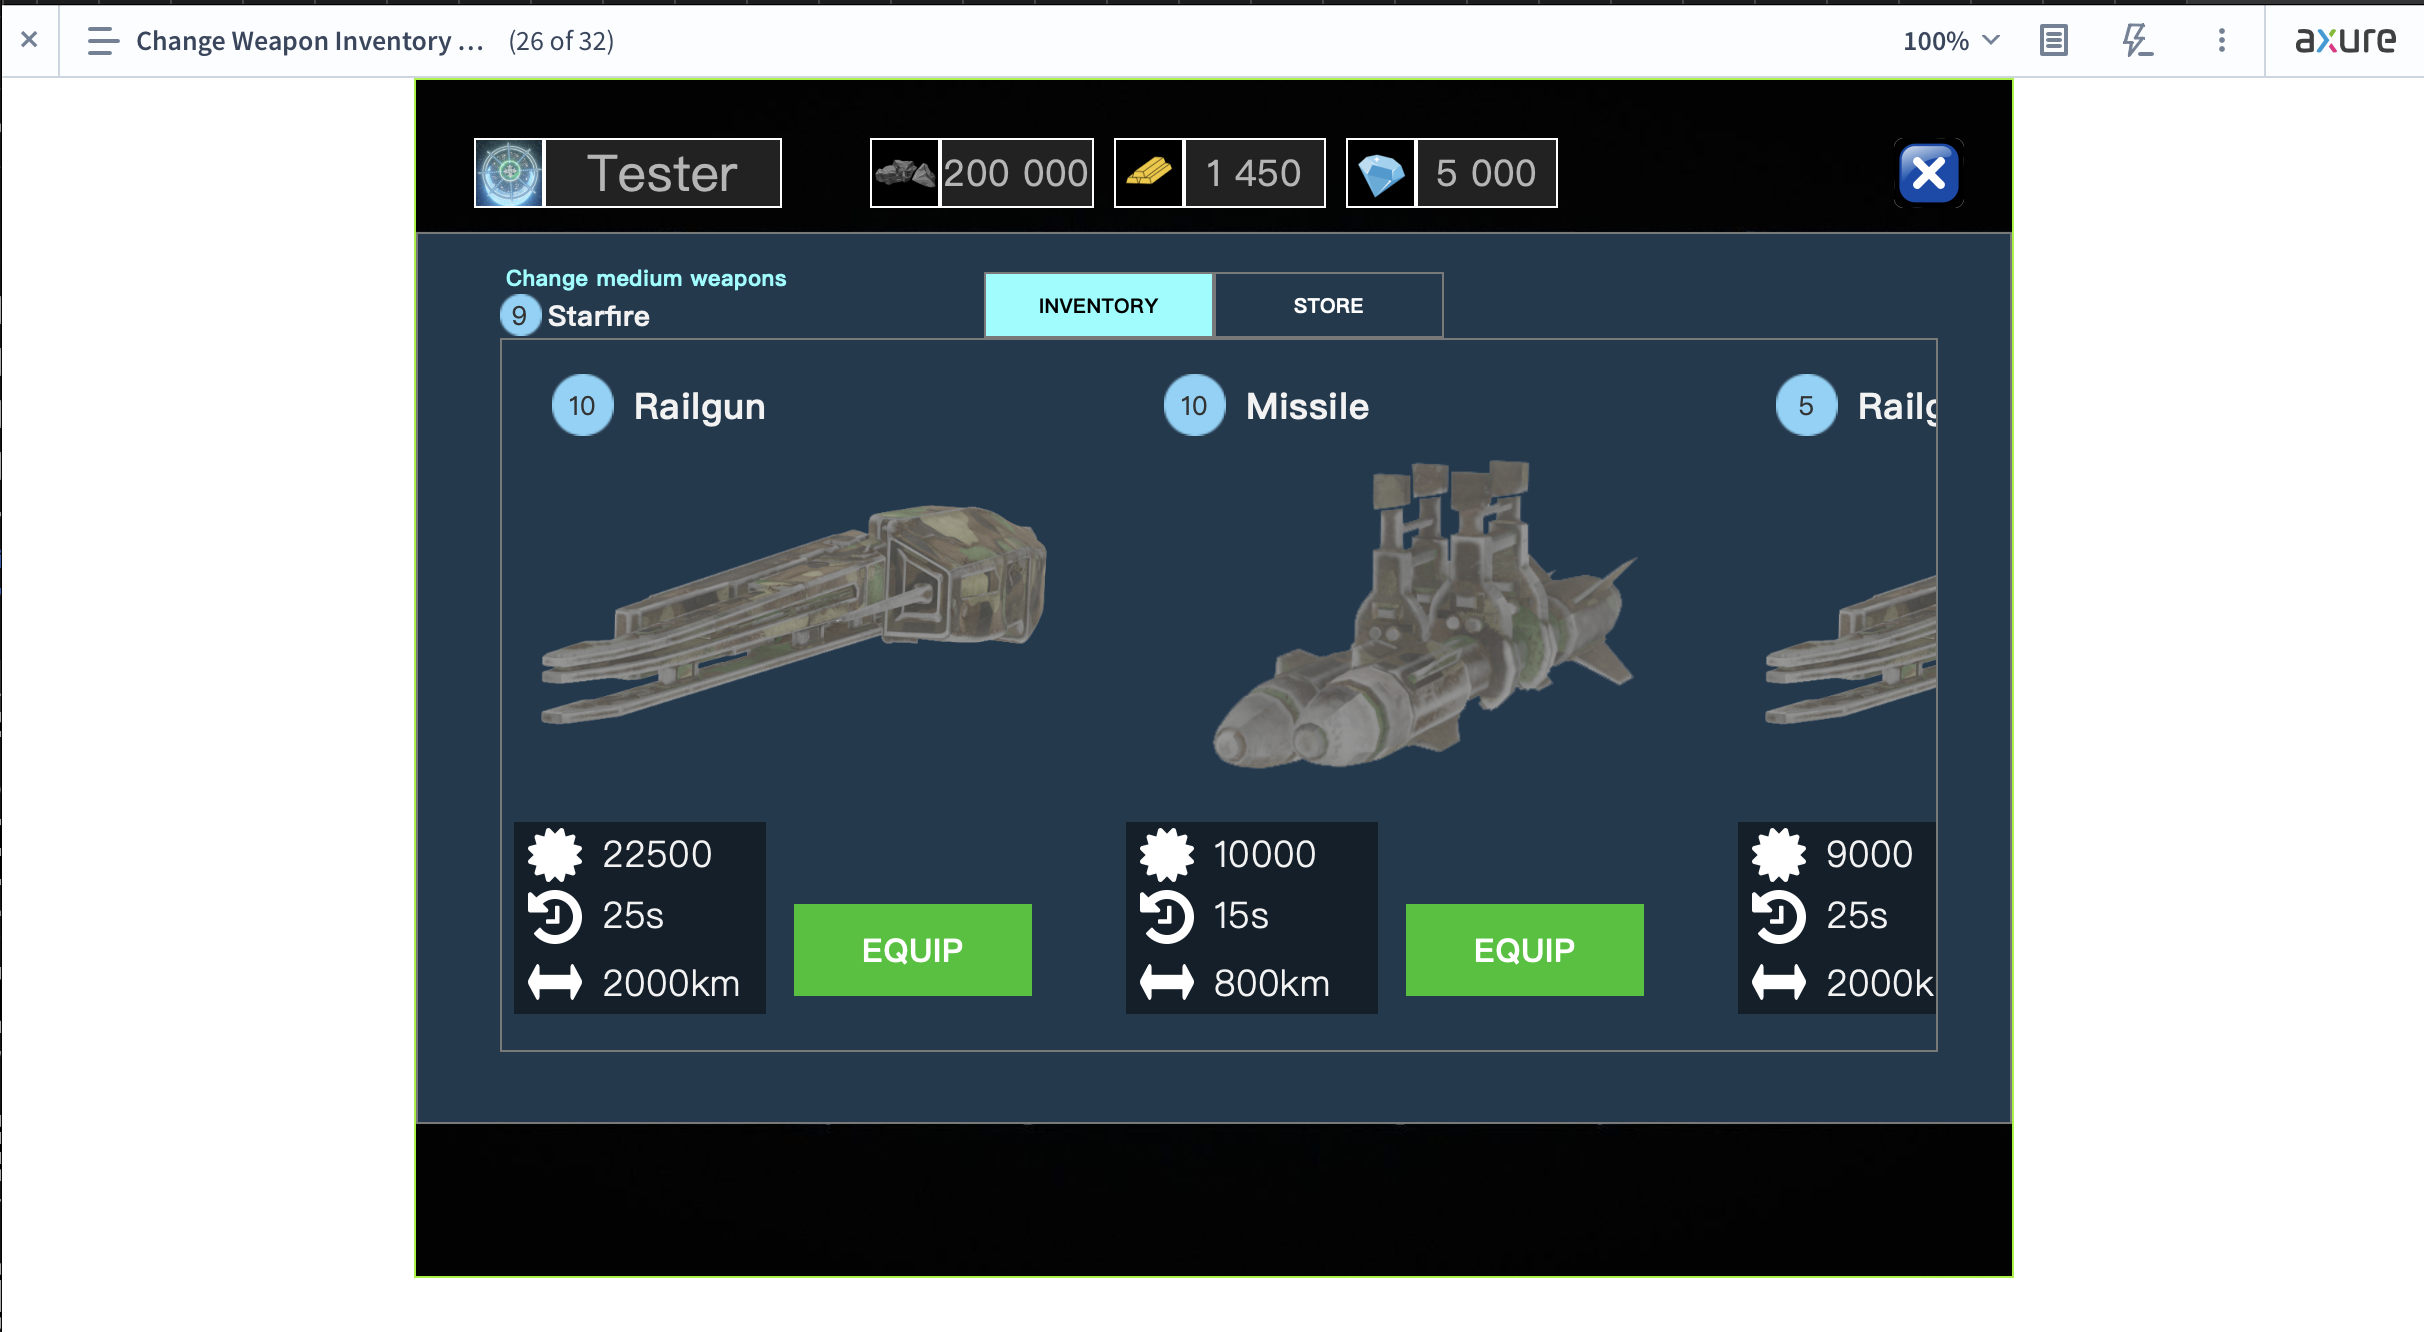 Change Weapon Inventory ... (26 of 32)
100%
axure
Tester
200 000
1 450
5 000
Change medium weapons
9 Starfire
INVENTORY
STORE
10 Railgun
10 Missile
5 Railg
22500
25s
2000km
EQUIP
10000
15s
800km
EQUIP
9000
25s
2000k